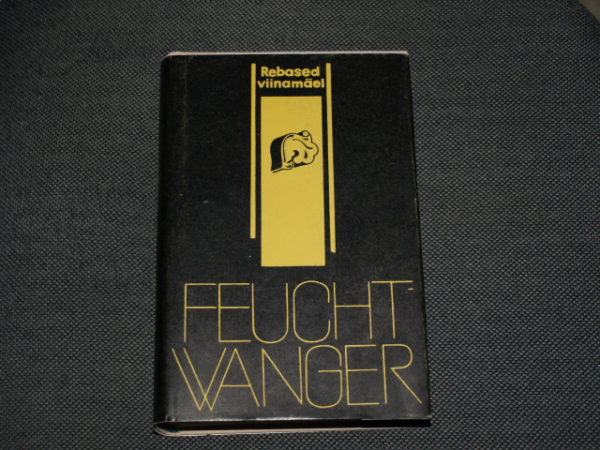 Rebased
viinamäel
FEUCHT-
WANGER